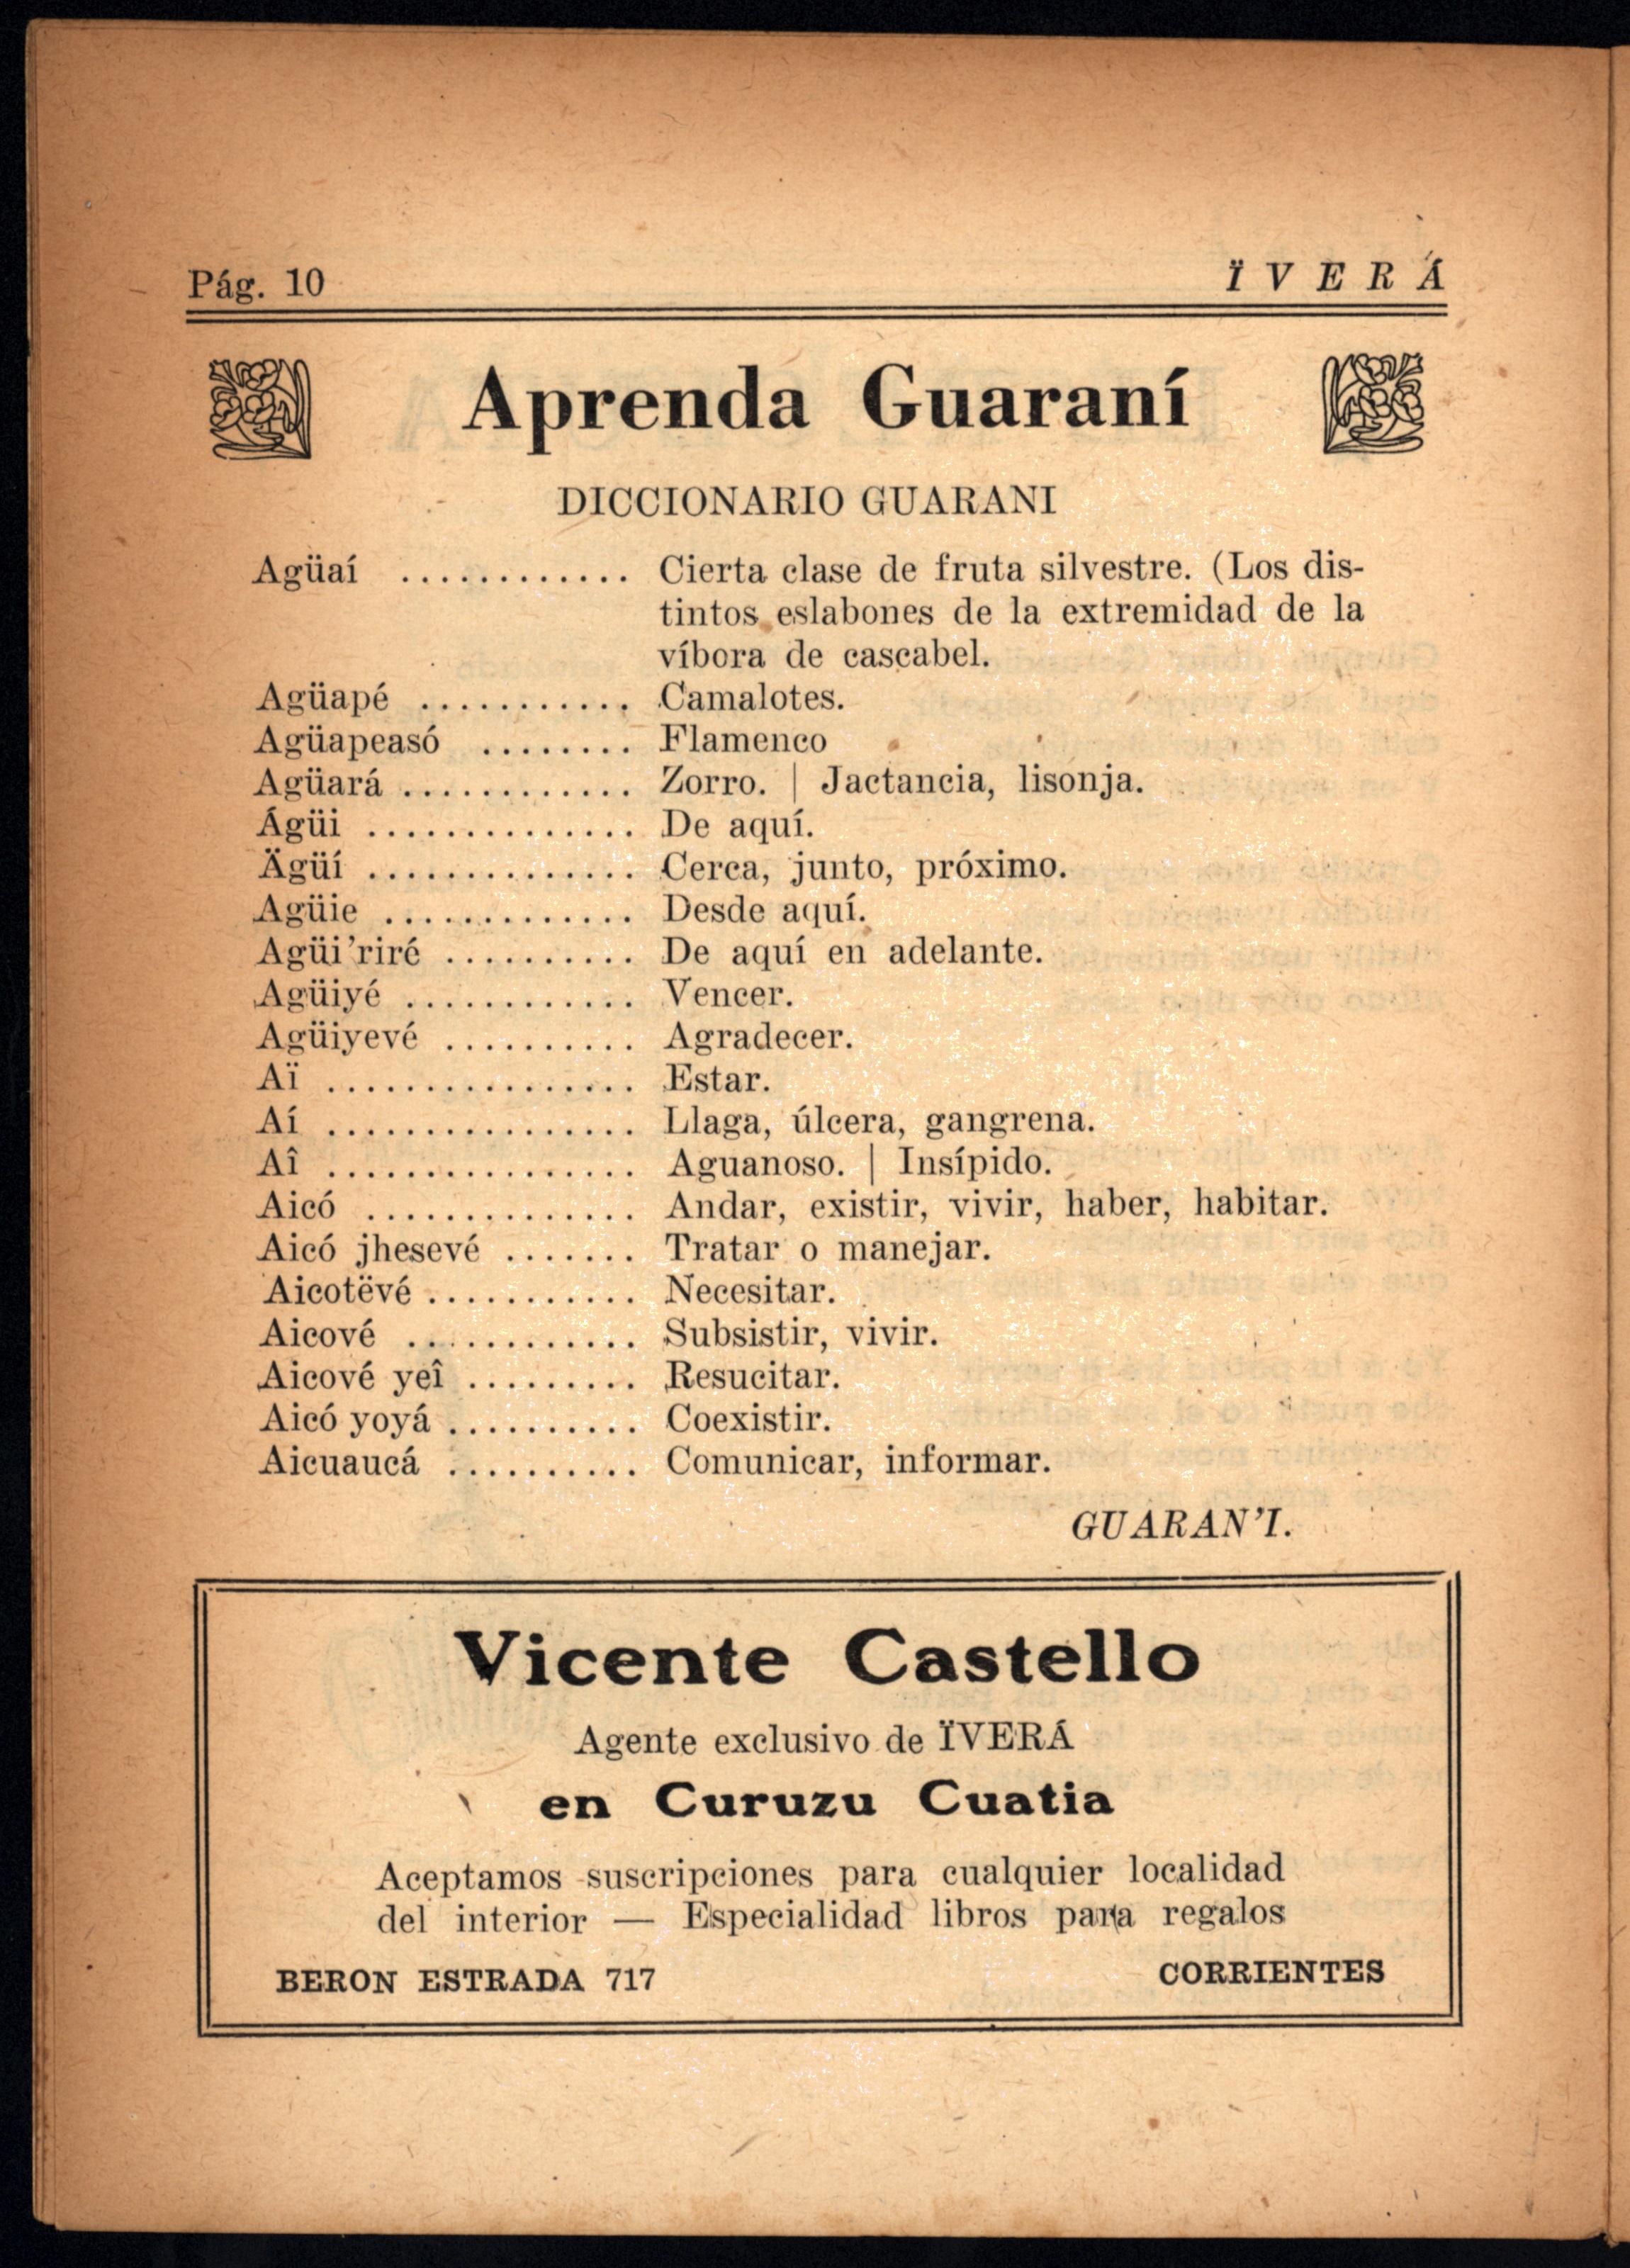 Pág. 10 Ï V E R Á
Aprenda Guaraní
DICCIONARIO GUARANI
Agüaí ............ Cierta clase de fruta silvestre. (Los dis-
tintos eslabones de la extremidad de la
víbora de cascabel.
Agüapé ........... Camalotes.
Agüapeasó ........ Flamenco
Agüará ............ Zorro. | Jactancia, lisonja.
Ágüi .............. De aquí.
Ägüí .............. Cerca, junto, próximo.
Agüie ............. Desde aquí.
Agüi’riré .......... De aquí en adelante.
Agüiyé ............ Vencer.
Agüiyevé .......... Agradecer.
Aï ................ Estar.
Aí ................ Llaga, úlcera, gangrena.
Aî ................ Aguanoso. | Insípido.
Aicó .............. Andar, existir, vivir, haber, habitar.
Aicó jhesevé ....... Tratar o manejar.
Aicotëvé ........... Necesitar.
Aicové ............ Subsistir, vivir.
Aicové yeî ......... Resucitar.
Aicó yoyá .......... Coexistir.
Aicuaucá .......... Comunicar, informar.
GUARAN’I.
Vicente Castello
Agente exclusivo de ÏVERÁ
en Curuzu Cuatia
Aceptamos suscripciones para cualquier localidad
del interior — Especialidad libros para regalos
BERON ESTRADA 717 CORRIENTES